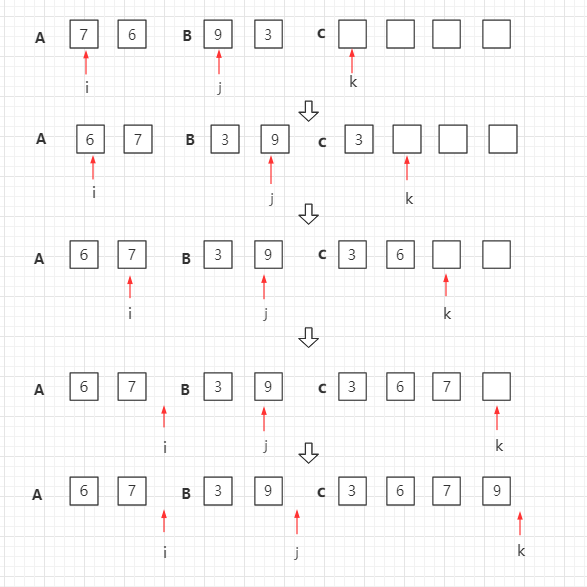 A 7 6 B 9 3 C
i j k
A 6 7 B 3 9 C 3
i j k
A 6 7 B 3 9 C 3 6
i j k
A 6 7 B 3 9 C 3 6 7
i j k
A 6 7 B 3 9 C 3 6 7 9
i j k